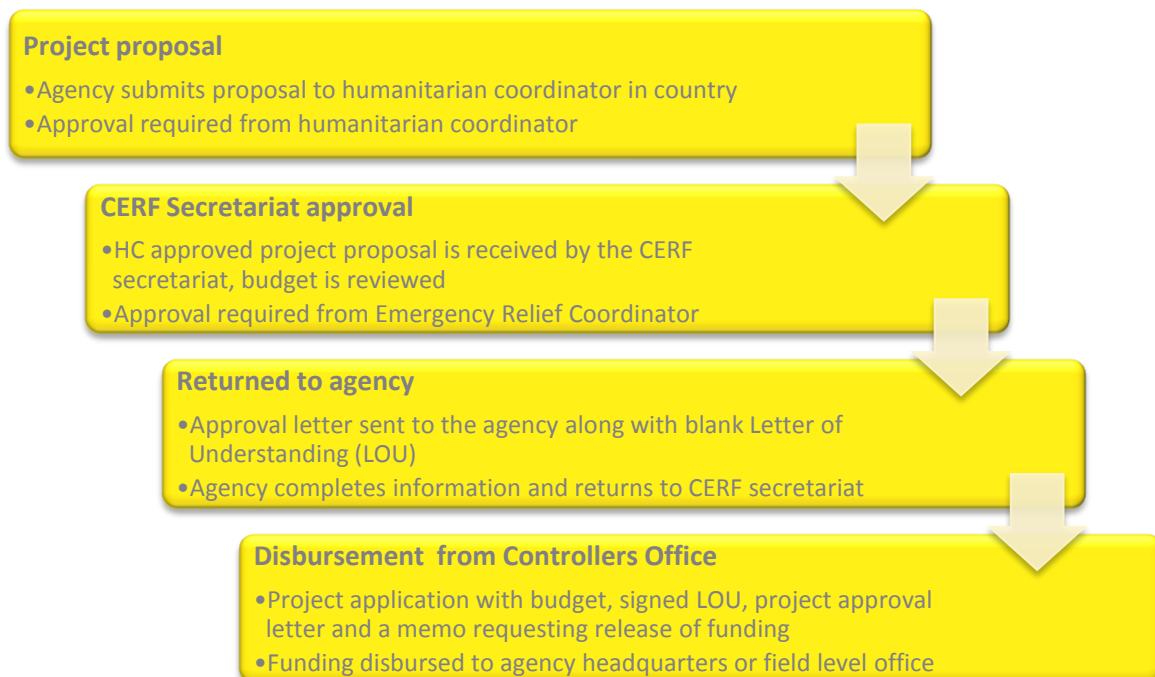 Project proposal
•Agency submits proposal to humanitarian coordinator in country
•Approval required from humanitarian coordinator
CERF Secretariat approval
•HC approved project proposal is received by the CERF
secretariat, budget is reviewed
•Approval required from Emergency Relief Coordinator
Returned to agency
•Approval letter sent to the agency along with blank Letter of
Understanding (LOU)
•Agency completes information and returns to CERF secretariat
Disbursement from Controllers Office
•Project application with budget, signed LOU, project approval
letter and a memo requesting release of funding
•Funding disbursed to agency headquarters or field level office